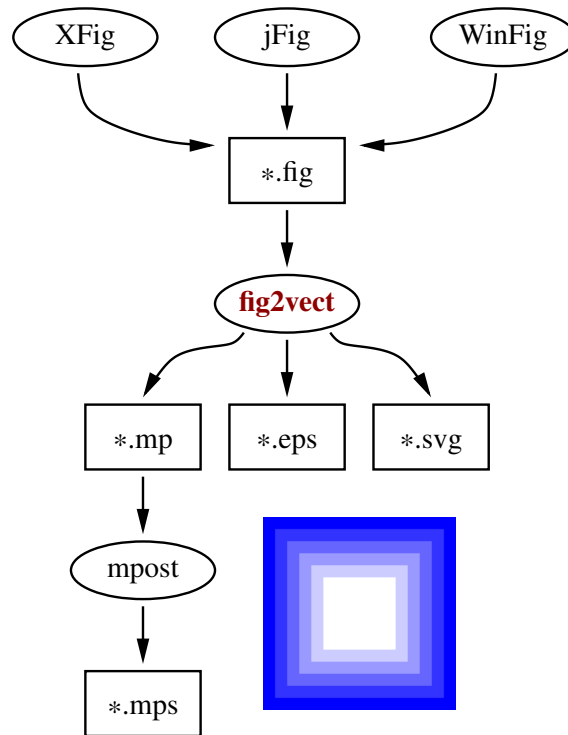 XFig
jFig
WinFig
*.fig
fig2vect
*.mp
*.eps
*.svg
mpost
*.mps